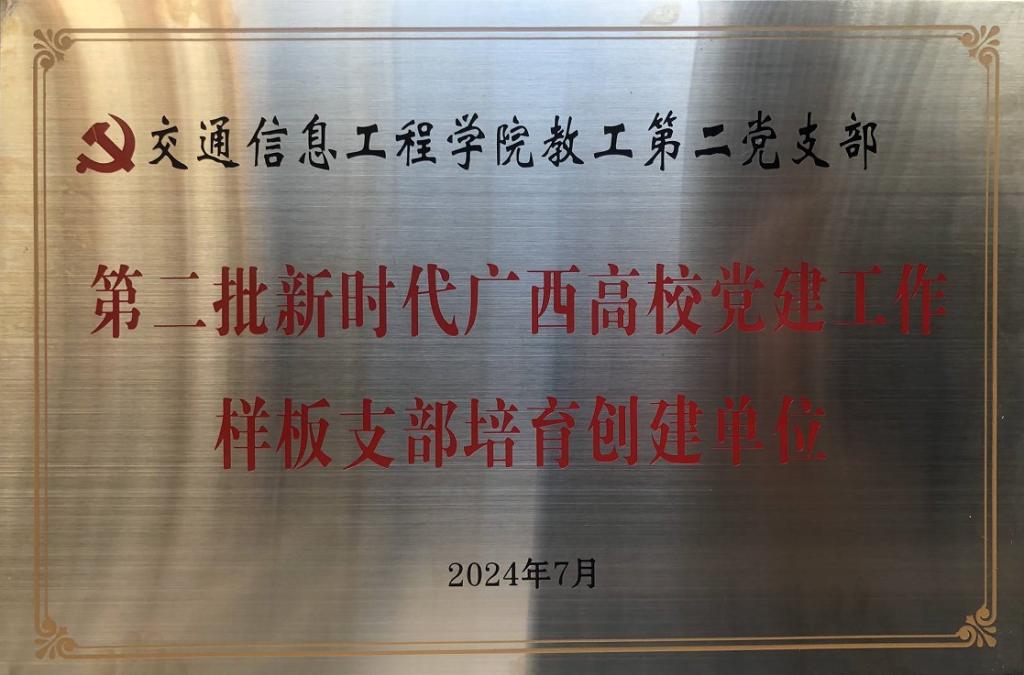 交通信息工程学院教工第二党支部
第二批新时代广西高校党建工作
样板支部培育创建单位
2024年7月